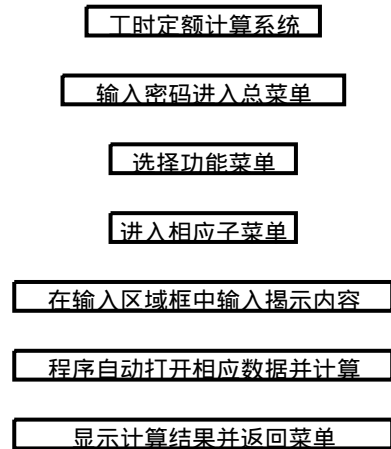 工时定额计算系统
输入密码进入总菜单
选择功能菜单
进入相应子菜单
在输入区域框中输入揭示内容
程序自动打开相应数据并计算
显示计算结果并返回菜单